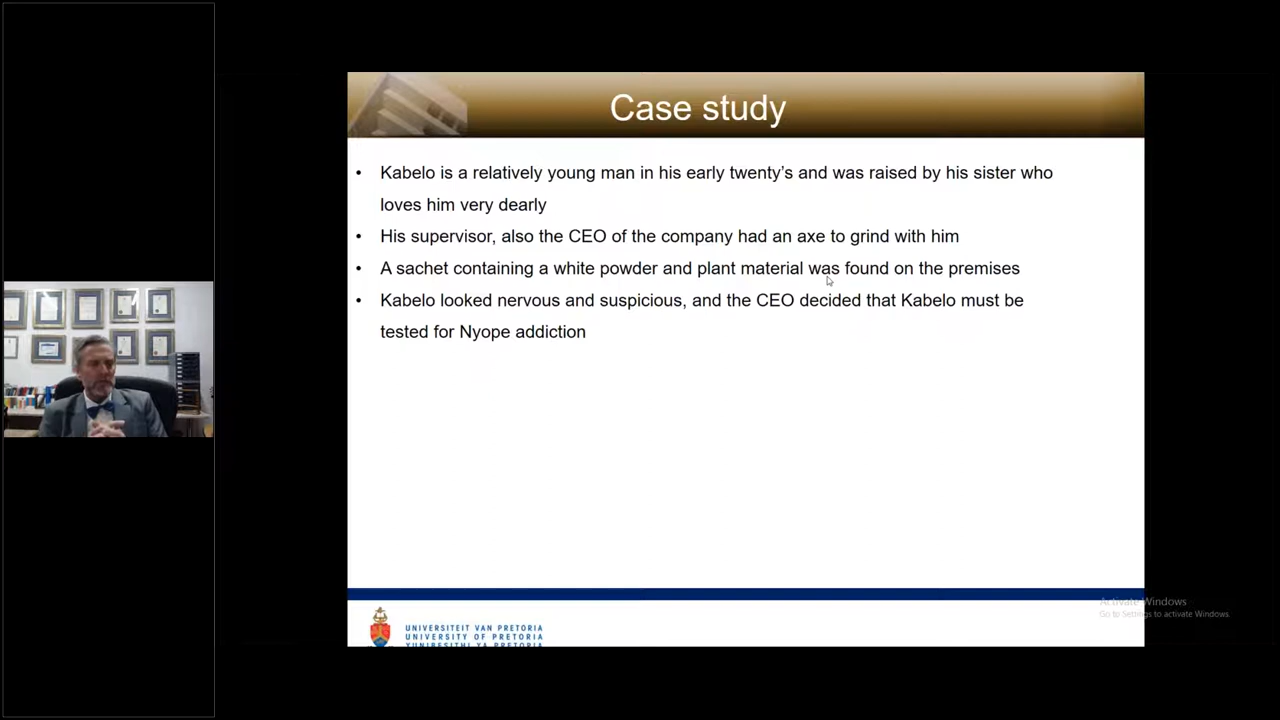 Case study
• Kabelo is a relatively young man in his early twenty's and was raised by his sister who
loves him very dearly
• His supervisor, also the CEO of the company had an axe to grind with him
• A sachet containing a white powder and plant material was found on the premises
• Kabelo looked nervous and suspicious, and the CEO decided that Kabelo must be
tested for Nyope addiction
Activate Windows
Go to Settings to activate Windows.
UNIVERSITEIT VAN PRETORIA
UNIVERSITY OF PRETORIA
YUNIBESITHI YA PRETORIA